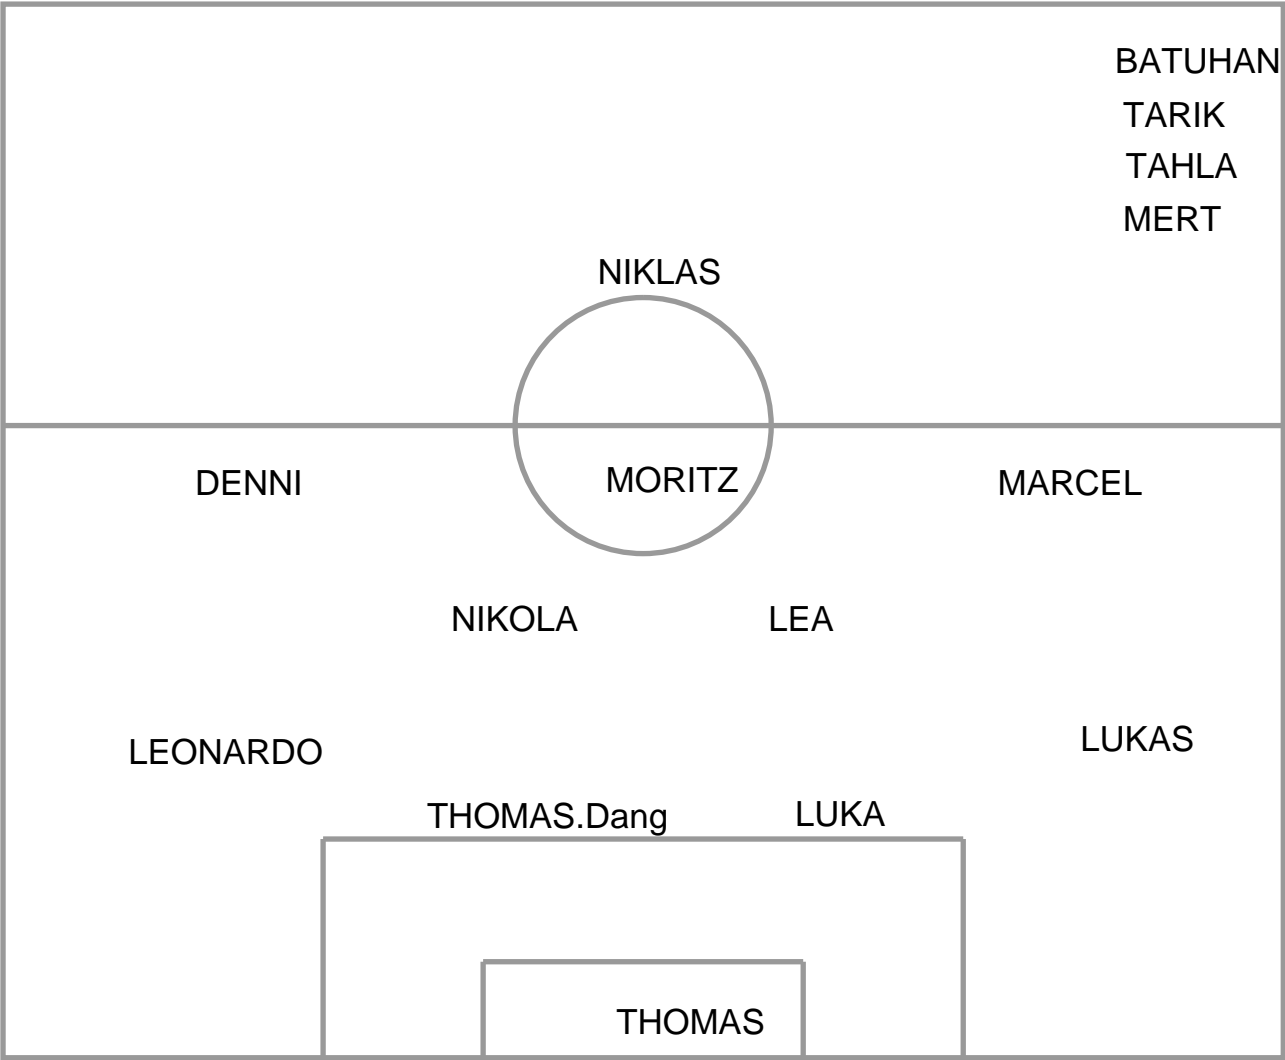 BATUHAN
TARIK
TAHLA
MERT
NIKLAS
DENNI MORITZ MARCEL
NIKOLA LEA
LEONARDO LUKAS
THOMAS.Dang LUKA
THOMAS